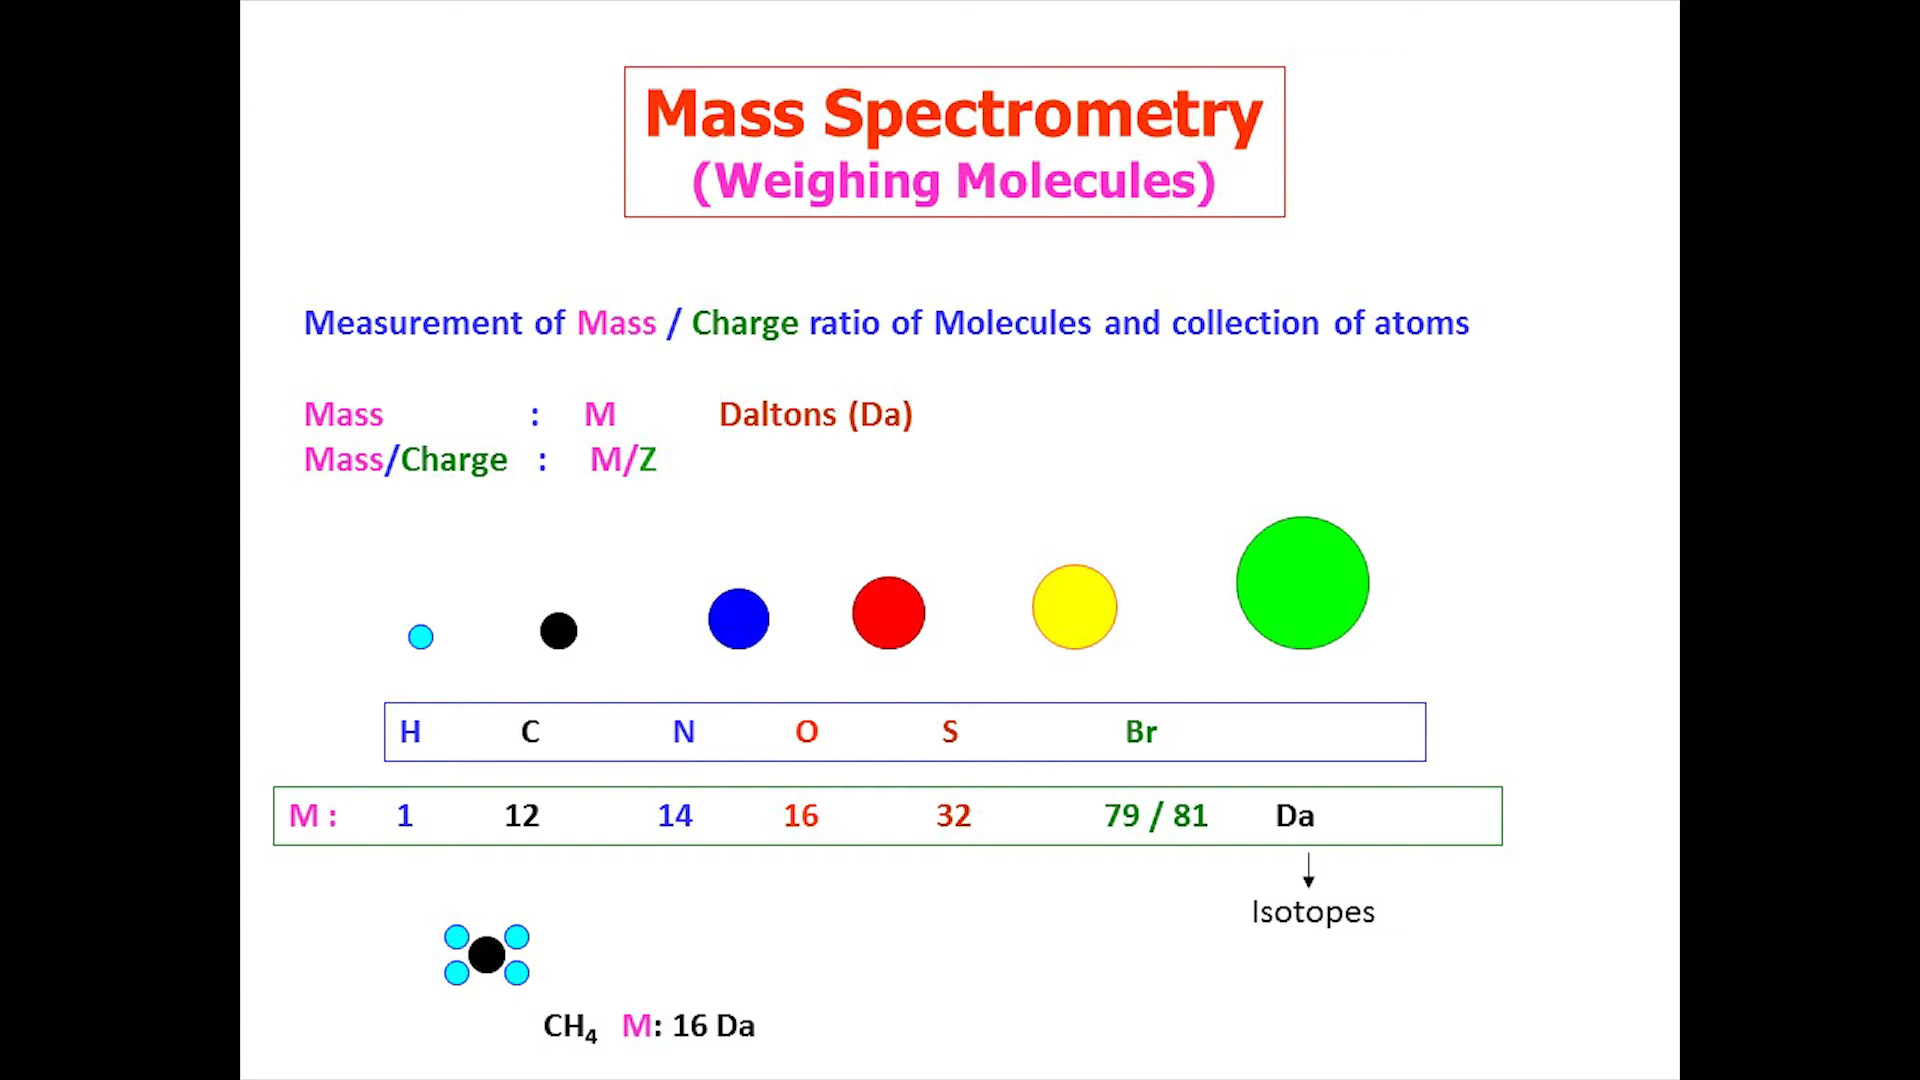 Mass Spectrometry
(Weighing Molecules)
Measurement of Mass / Charge ratio of Molecules and collection of atoms
Mass : M Daltons (Da)
Mass/Charge : M/Z
H C N O S Br
M : 1 12 14 16 32 79 / 81 Da
Isotopes
CH₄ M: 16 Da